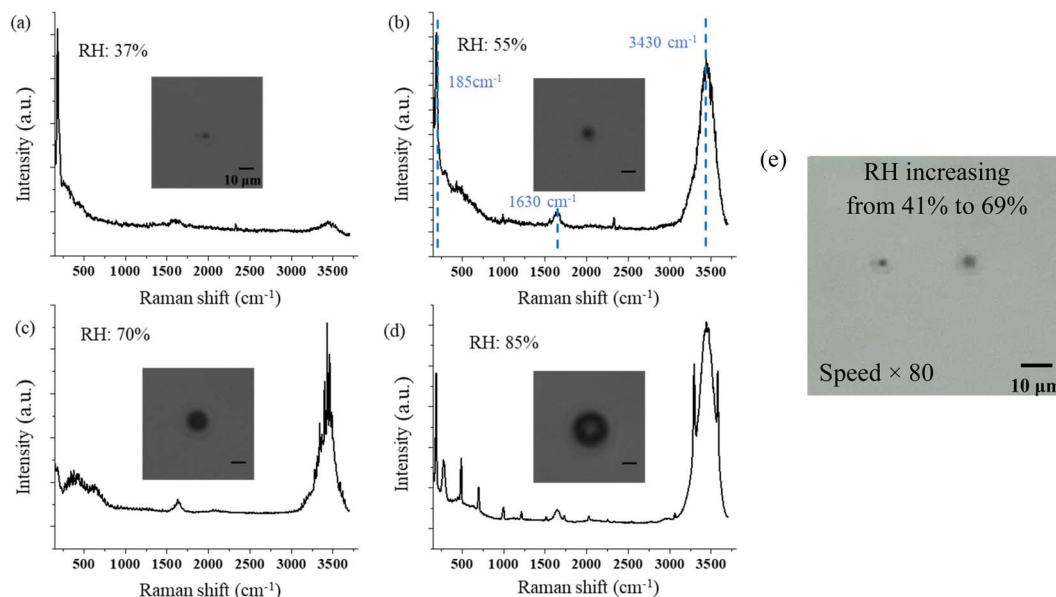 (a)
RH: 37%
10 μm
Intensity (a.u.)
500 1000 1500 2000 2500 3000 3500
Raman shift (cm⁻¹)
(b)
RH: 55%
185cm⁻¹
3430 cm⁻¹
1630 cm⁻¹
Intensity (a.u.)
500 1000 1500 2000 2500 3000 3500
Raman shift (cm⁻¹)
(c)
RH: 70%
Intensity (a.u.)
500 1000 1500 2000 2500 3000 3500
Raman shift (cm⁻¹)
(d)
RH: 85%
Intensity (a.u.)
500 1000 1500 2000 2500 3000 3500
Raman shift (cm⁻¹)
(e)
RH increasing
from 41% to 69%
Speed × 80
10 μm